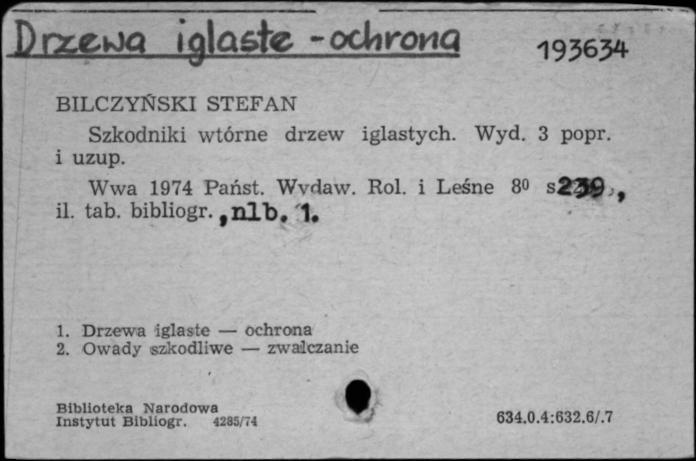 Drzewa iglaste - ochrona
193634
BILCZYŃSKI STEFAN
Szkodniki wtórne drzew iglastych. Wyd. 3 popr.
i uzup.
Wwa 1974 Państ. Wydaw. Rol. i Leśne 8⁰ s 239,
il. tab. bibliogr., nlb. 1.
1. Drzewa iglaste — ochrona
2. Owady szkodliwe — zwalczanie
Biblioteka Narodowa
Instytut Bibliogr. 4285/74
634.0.4:632.6/.7